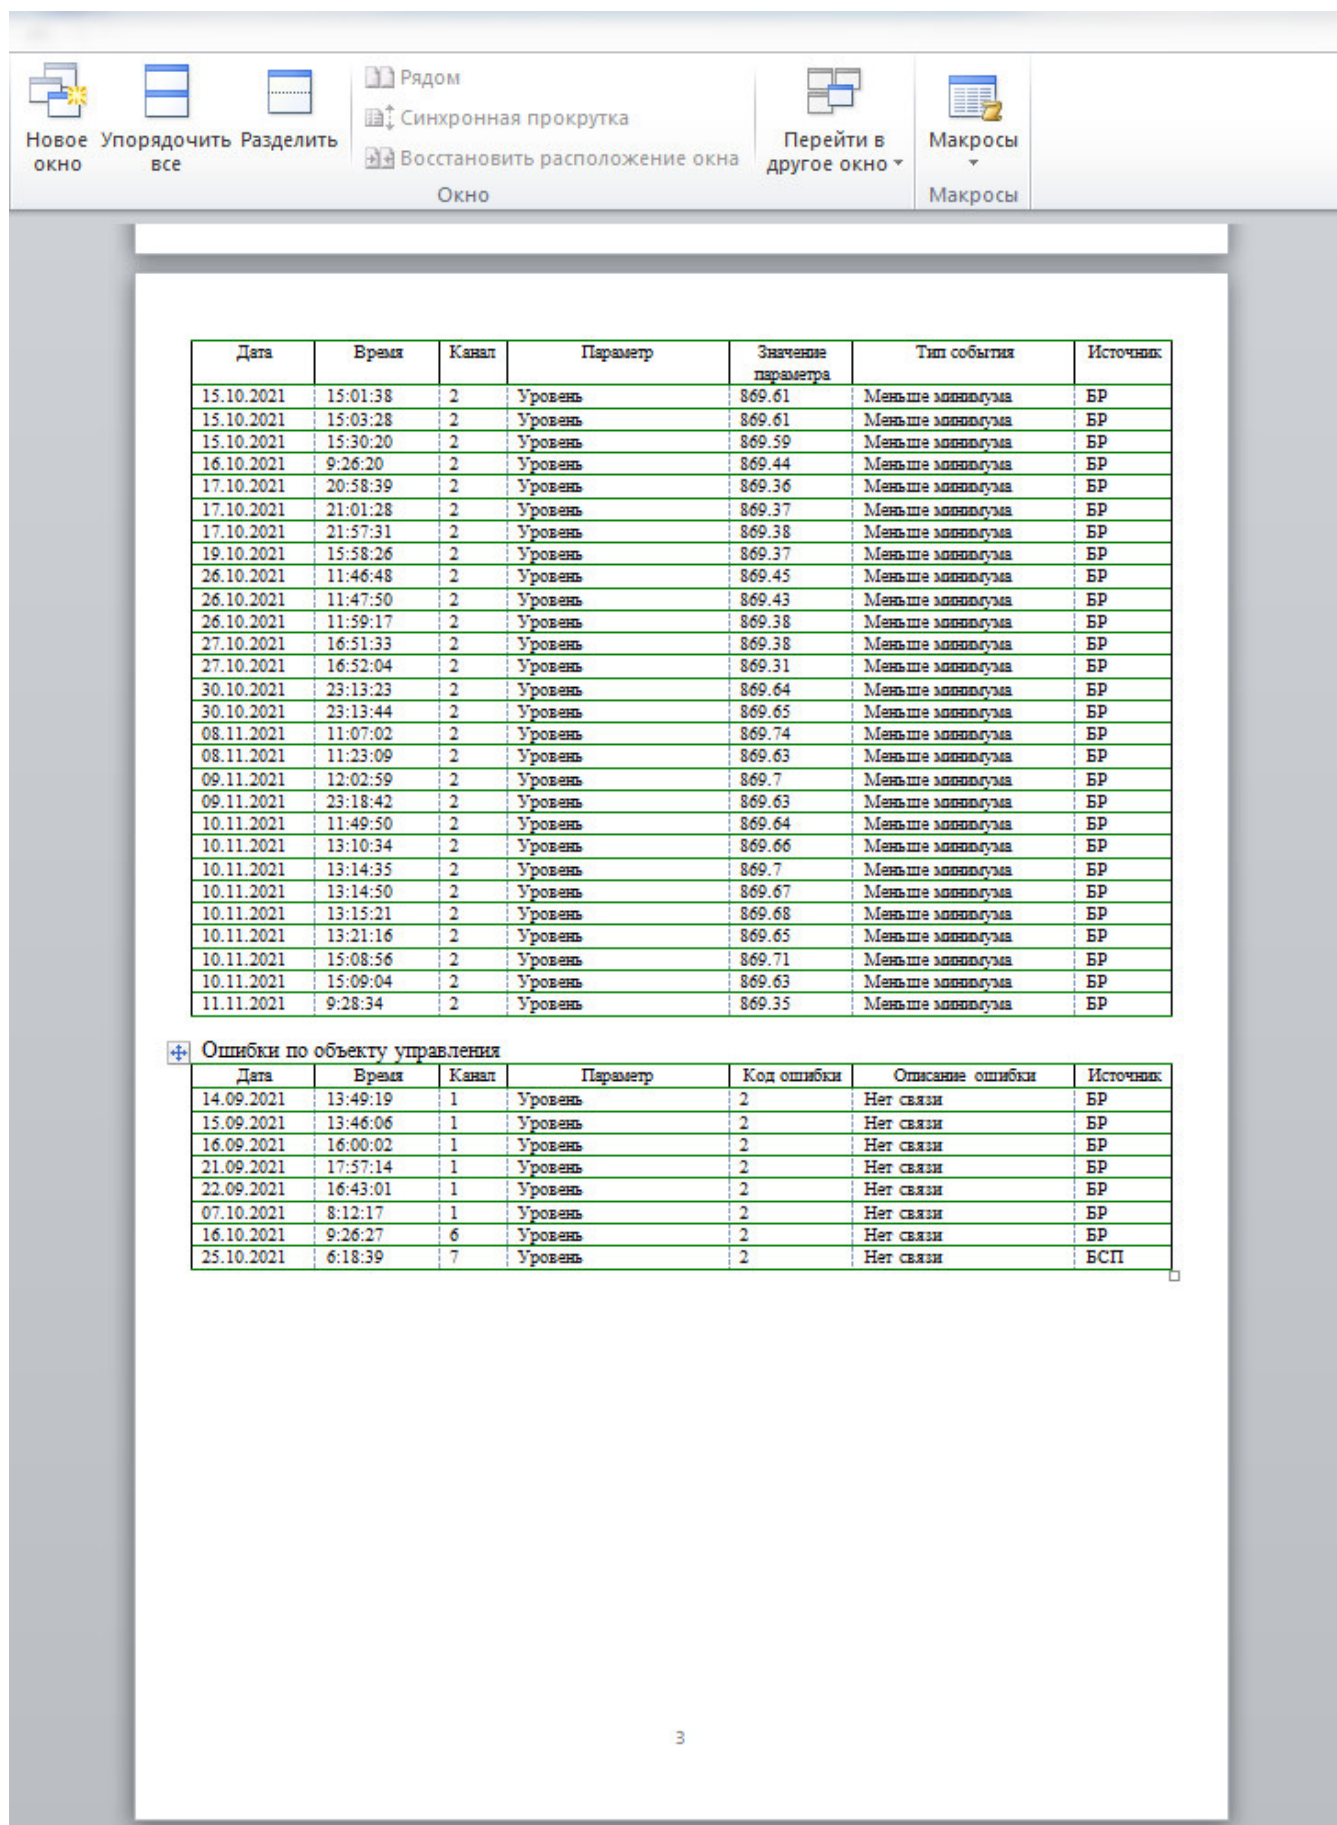 Рядом
Синхронная прокрутка
Восстановить расположение окна
Новое окно
Упорядочить все
Разделить
Перейти в другое окно
Макросы
Окно
Макросы
Дата Время Канал Параметр Значение параметра Тип события Источник
15.10.2021 15:01:38 2 Уровень 869.61 Меньше минимума БР
15.10.2021 15:03:28 2 Уровень 869.61 Меньше минимума БР
15.10.2021 15:30:20 2 Уровень 869.59 Меньше минимума БР
16.10.2021 9:26:20 2 Уровень 869.44 Меньше минимума БР
17.10.2021 20:58:39 2 Уровень 869.36 Меньше минимума БР
17.10.2021 21:01:28 2 Уровень 869.37 Меньше минимума БР
17.10.2021 21:57:31 2 Уровень 869.38 Меньше минимума БР
19.10.2021 15:58:26 2 Уровень 869.37 Меньше минимума БР
26.10.2021 11:46:48 2 Уровень 869.45 Меньше минимума БР
26.10.2021 11:47:50 2 Уровень 869.43 Меньше минимума БР
26.10.2021 11:59:17 2 Уровень 869.38 Меньше минимума БР
27.10.2021 16:51:33 2 Уровень 869.38 Меньше минимума БР
27.10.2021 16:52:04 2 Уровень 869.31 Меньше минимума БР
30.10.2021 23:13:23 2 Уровень 869.64 Меньше минимума БР
30.10.2021 23:13:44 2 Уровень 869.65 Меньше минимума БР
08.11.2021 11:07:02 2 Уровень 869.74 Меньше минимума БР
08.11.2021 11:23:09 2 Уровень 869.63 Меньше минимума БР
09.11.2021 12:02:59 2 Уровень 869.7 Меньше минимума БР
09.11.2021 23:18:42 2 Уровень 869.63 Меньше минимума БР
10.11.2021 11:49:50 2 Уровень 869.64 Меньше минимума БР
10.11.2021 13:10:34 2 Уровень 869.66 Меньше минимума БР
10.11.2021 13:14:35 2 Уровень 869.7 Меньше минимума БР
10.11.2021 13:14:50 2 Уровень 869.67 Меньше минимума БР
10.11.2021 13:15:21 2 Уровень 869.68 Меньше минимума БР
10.11.2021 13:21:16 2 Уровень 869.65 Меньше минимума БР
10.11.2021 15:08:56 2 Уровень 869.71 Меньше минимума БР
10.11.2021 15:09:04 2 Уровень 869.63 Меньше минимума БР
11.11.2021 9:28:34 2 Уровень 869.35 Меньше минимума БР
Ошибки по объекту управления
Дата Время Канал Параметр Код ошибки Описание ошибки Источник
14.09.2021 13:49:19 1 Уровень 2 Нет связи БР
15.09.2021 13:46:06 1 Уровень 2 Нет связи БР
16.09.2021 16:00:02 1 Уровень 2 Нет связи БР
21.09.2021 17:57:14 1 Уровень 2 Нет связи БР
22.09.2021 16:43:01 1 Уровень 2 Нет связи БР
07.10.2021 8:12:17 1 Уровень 2 Нет связи БР
16.10.2021 9:26:27 6 Уровень 2 Нет связи БР
25.10.2021 6:18:39 7 Уровень 2 Нет связи БСП
3